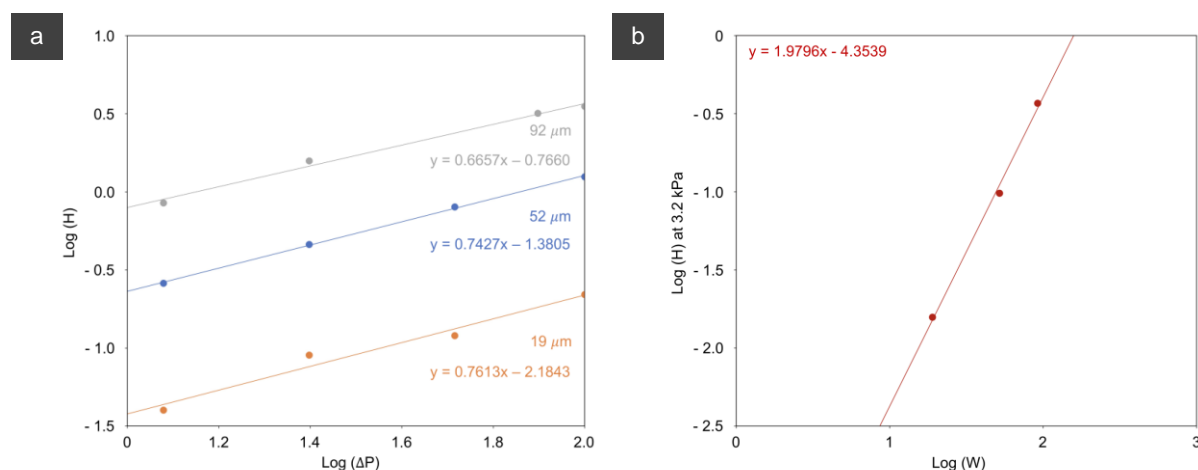 a
1.0
0.5
0.0
- 0.5
- 1.0
- 1.5
Log (H)
92 μm
y = 0.6657x – 0.7660
52 μm
y = 0.7427x – 1.3805
19 μm
y = 0.7613x – 2.1843
0 1.4 1.6 1.8 2.0
Log (ΔP)
b
y = 1.9796x - 4.3539
0
- 0.5
- 1.0
- 1.5
- 2.0
- 2.5
Log (H) at 3.2 kPa
0 1 2 3
Log (W)